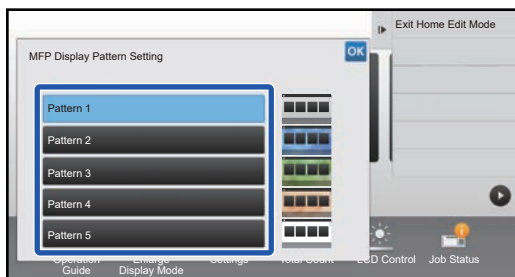 Exit Home Edit Mode
MFP Display Pattern Setting
OK
Pattern 1
Pattern 2
Pattern 3
Pattern 4
Pattern 5
Operation
Guide
Enlarge
Display Mode
Settings
Total Count
LCD Control
Job Status